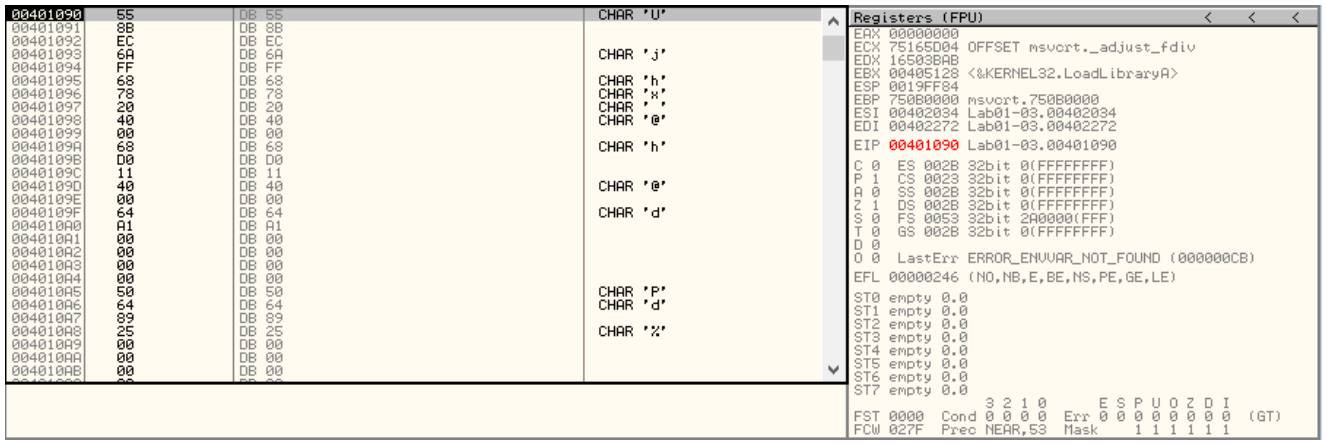 00401090 55 DB 55 CHAR 'U'
00401091 8B DB 8B
00401092 EC DB EC
00401093 6A DB 6A CHAR 'j'
00401094 FF DB FF
00401095 68 DB 68 CHAR 'h'
00401096 78 DB 78 CHAR 'x'
00401097 20 DB 20 CHAR ' '
00401098 40 DB 40 CHAR '@'
00401099 00 DB 00
0040109A 68 DB 68 CHAR 'h'
0040109B D0 DB D0
0040109C 11 DB 11
0040109D 40 DB 40 CHAR '@'
0040109E 00 DB 00
0040109F 64 DB 64 CHAR 'd'
004010A0 A1 DB A1
004010A1 00 DB 00
004010A2 00 DB 00
004010A3 00 DB 00
004010A4 00 DB 00
004010A5 50 DB 50 CHAR 'P'
004010A6 64 DB 64 CHAR 'd'
004010A7 89 DB 89
004010A8 25 DB 25 CHAR '%'
004010A9 00 DB 00
004010AA 00 DB 00
004010AB 00 DB 00
Registers (FPU) < < <
EAX 00000000
ECX 75165D04 OFFSET msvcrt._adjust_fdiv
EDX 16503BAB
EBX 00405128 <&KERNEL32.LoadLibraryA>
ESP 0019FF84
EBP 750B0000 msvcrt.750B0000
ESI 00402034 Lab01-03.00402034
EDI 00402272 Lab01-03.00402272
EIP 00401090 Lab01-03.00401090
C 0 ES 002B 32bit 0(FFFFFFFF)
P 1 CS 0023 32bit 0(FFFFFFFF)
A 0 SS 002B 32bit 0(FFFFFFFF)
Z 1 DS 002B 32bit 0(FFFFFFFF)
S 0 FS 0053 32bit 2A0000(FFF)
T 0 GS 002B 32bit 0(FFFFFFFF)
D 0
O 0 LastErr ERROR_ENVVAR_NOT_FOUND (000000CB)
EFL 00000246 (NO,NB,E,BE,NS,PE,GE,LE)
ST0 empty 0.0
ST1 empty 0.0
ST2 empty 0.0
ST3 empty 0.0
ST4 empty 0.0
ST5 empty 0.0
ST6 empty 0.0
ST7 empty 0.0
3 2 1 0 E S P U O Z D I
FST 0000 Cond 0 0 0 0 Err 0 0 0 0 0 0 0 0 (GT)
FCW 027F Prec NEAR,53 Mask 1 1 1 1 1 1